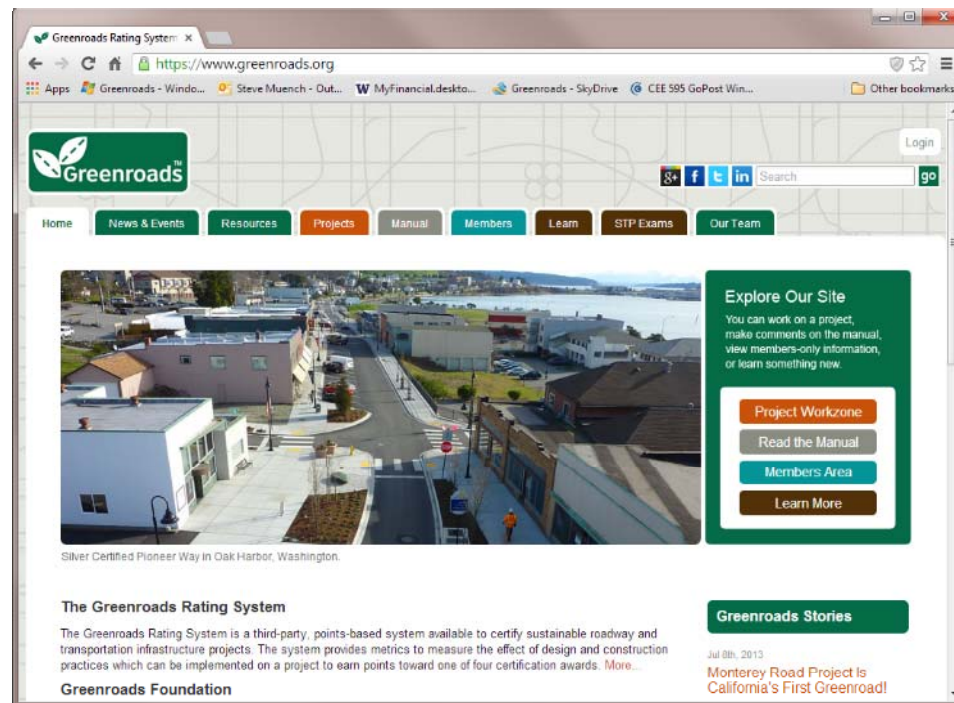 Greenroads Rating System
https://www.greenroads.org
Apps Greenroads - Windo... Steve Muench - Out... MyFinancial.deskto... Greenroads - SkyDrive CEE 595 GoPost Win... Other bookmarks
Greenroads™
Login
Search go
Home News & Events Resources Projects Manual Members Learn STP Exams Our Team
Explore Our Site
You can work on a project,
make comments on the manual,
view members-only information,
or learn something new.
Project Workzone
Read the Manual
Members Area
Learn More
Silver Certified Pioneer Way in Oak Harbor, Washington.
The Greenroads Rating System
The Greenroads Rating System is a third-party, points-based system available to certify sustainable roadway and
transportation infrastructure projects. The system provides metrics to measure the effect of design and construction
practices which can be implemented on a project to earn points toward one of four certification awards. More...
Greenroads Foundation
Greenroads Stories
Jul 8th, 2013
Monterey Road Project Is
California's First Greenroad!